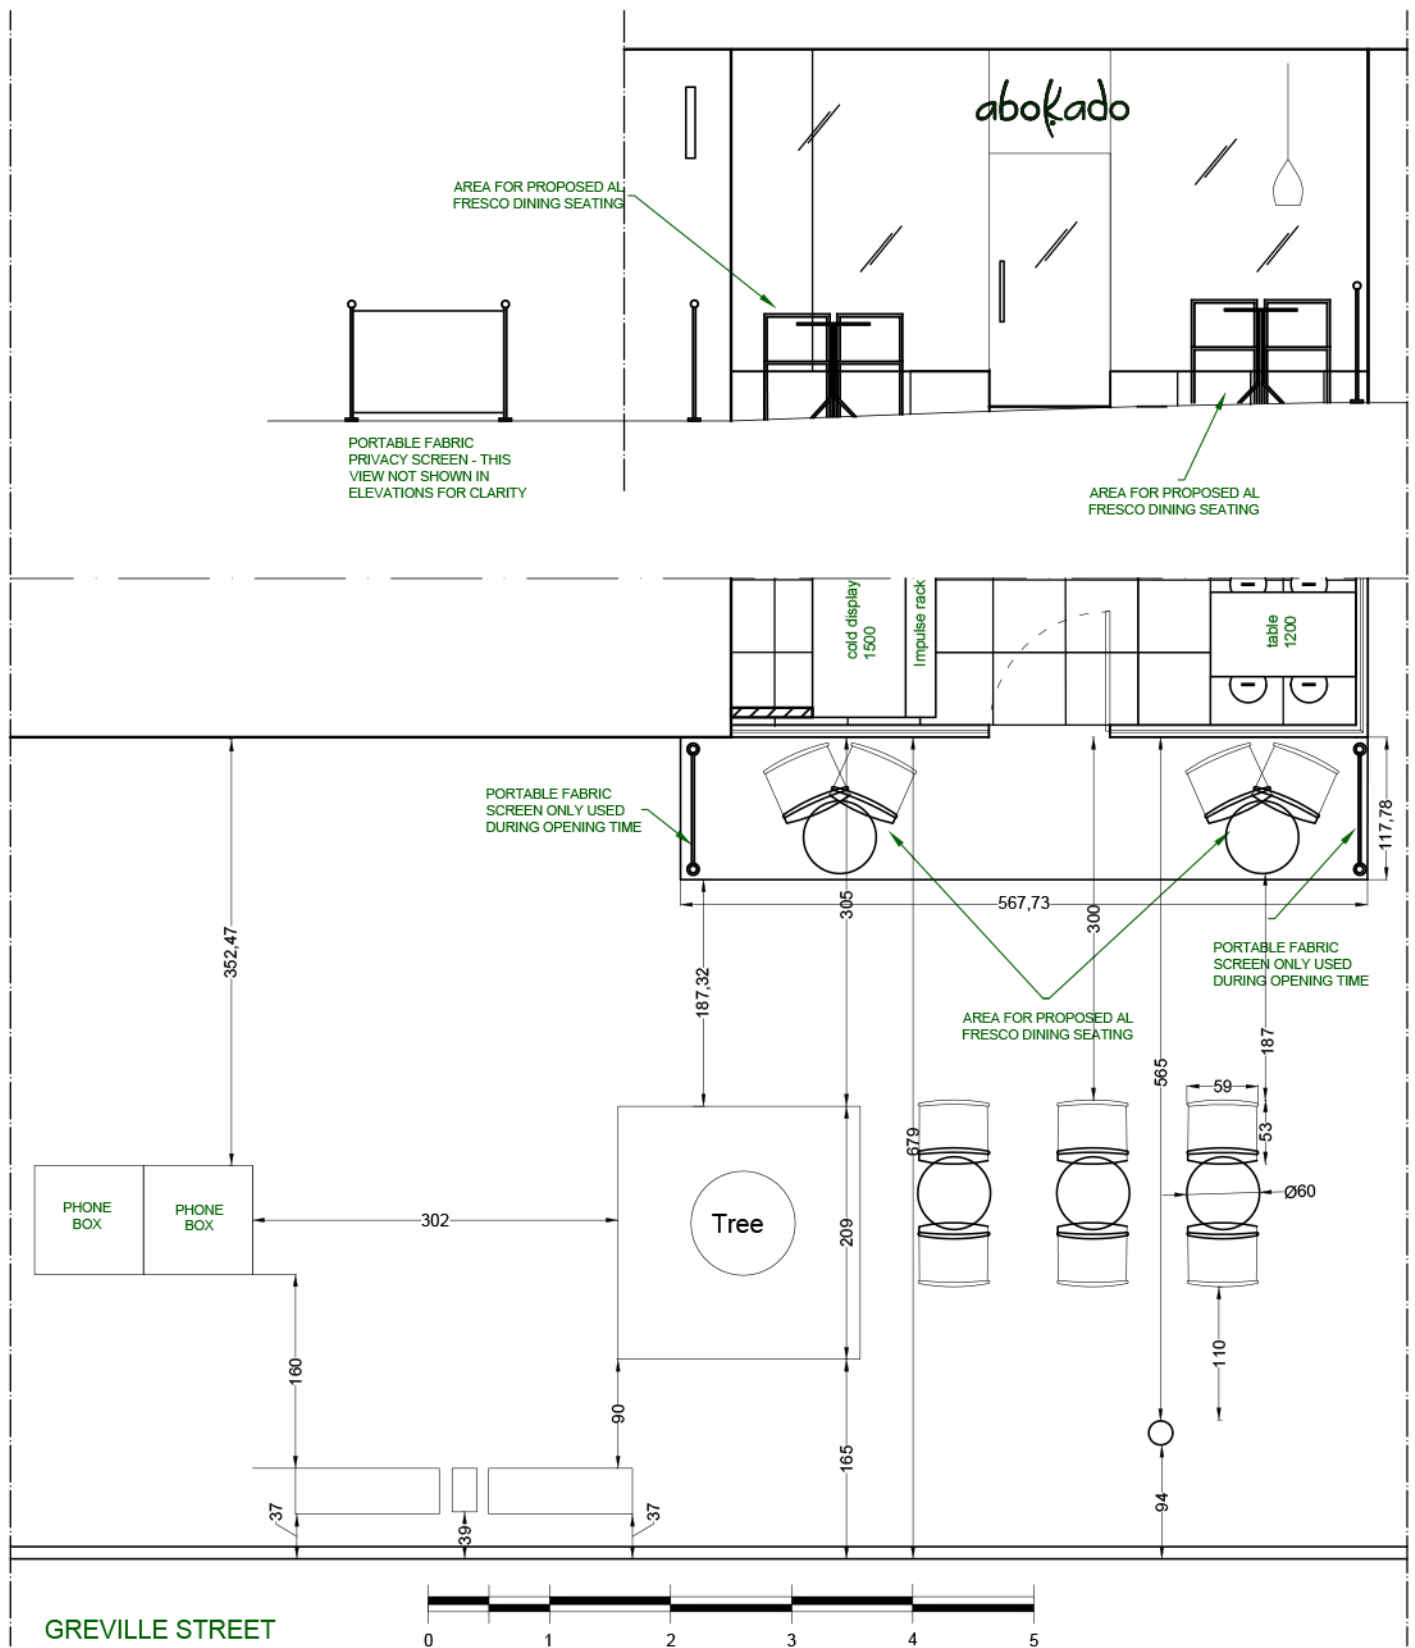 abokado
AREA FOR PROPOSED AL
FRESCO DINING SEATING
PORTABLE FABRIC
PRIVACY SCREEN - THIS
VIEW NOT SHOWN IN
ELEVATIONS FOR CLARITY
AREA FOR PROPOSED AL
FRESCO DINING SEATING
cold display
1500
Impulse rack
table
1200
PORTABLE FABRIC
SCREEN ONLY USED
DURING OPENING TIME
117,78
305
567,73
300
352,47
187,32
PORTABLE FABRIC
SCREEN ONLY USED
DURING OPENING TIME
AREA FOR PROPOSED AL
FRESCO DINING SEATING
187
565
59
53
679
PHONE
BOX
PHONE
BOX
302
Tree
209
Ø60
160
110
90
165
94
37
39
37
GREVILLE STREET
0 1 2 3 4 5